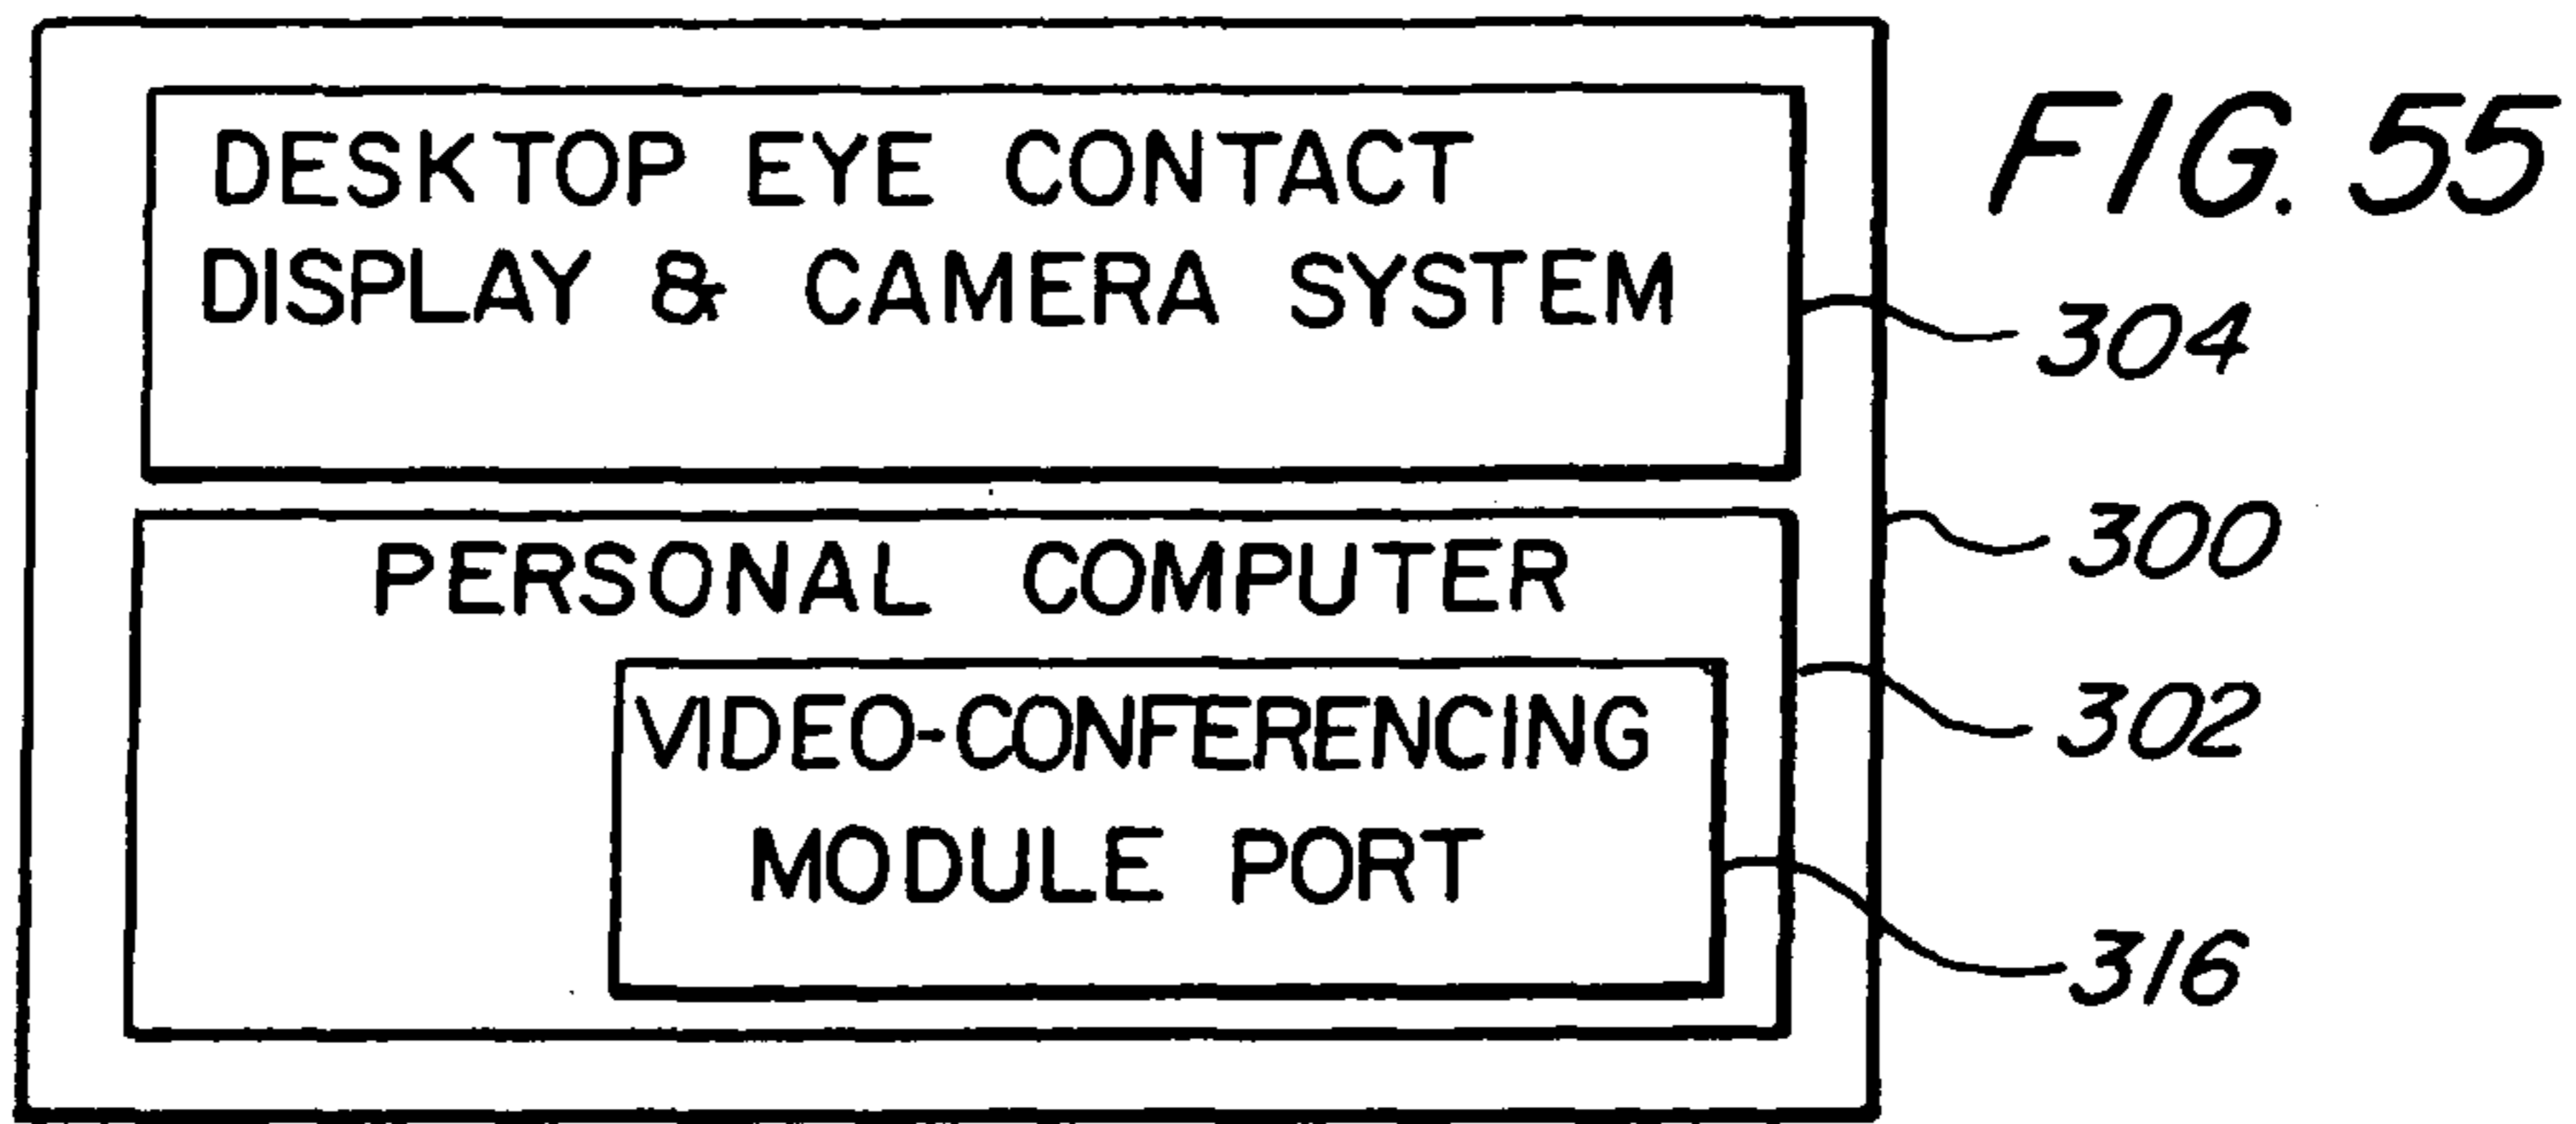 FIG. 55
DESKTOP EYE CONTACT
DISPLAY & CAMERA SYSTEM
304
300
PERSONAL COMPUTER
302
VIDEO-CONFERENCING
MODULE PORT
316